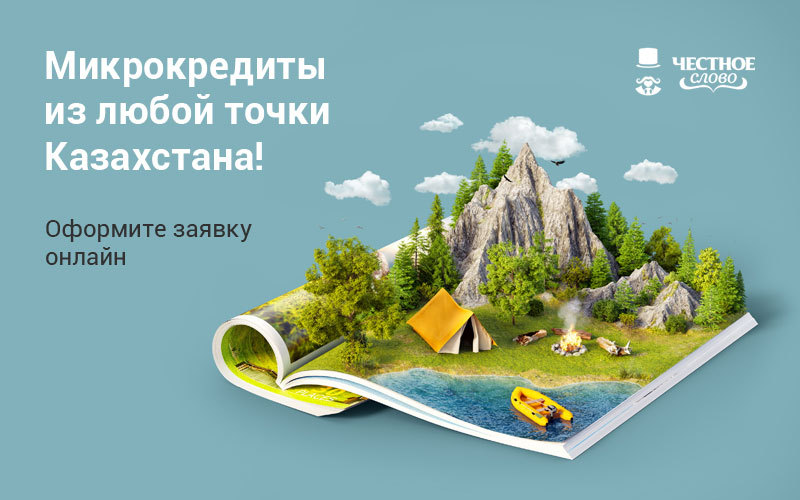 Микрокредиты
из любой точки
Казахстана!
Оформите заявку
онлайн
ЧЕСТНОЕ
СЛОВО